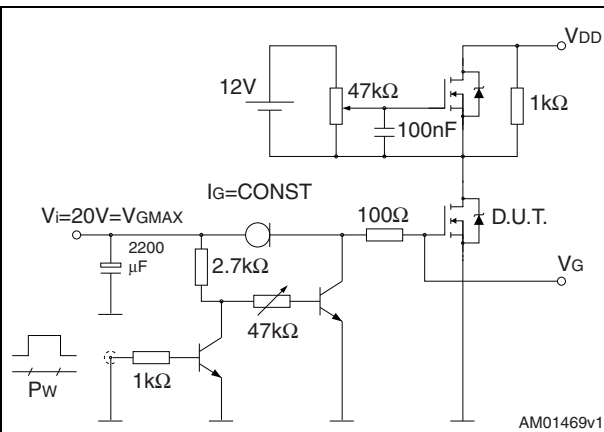 VDD
12V
47kΩ
100nF
1kΩ
IG=CONST
Vi=20V=VGMAX
2200
μF
2.7kΩ
100Ω
D.U.T.
VG
47kΩ
1kΩ
PW
AM01469v1